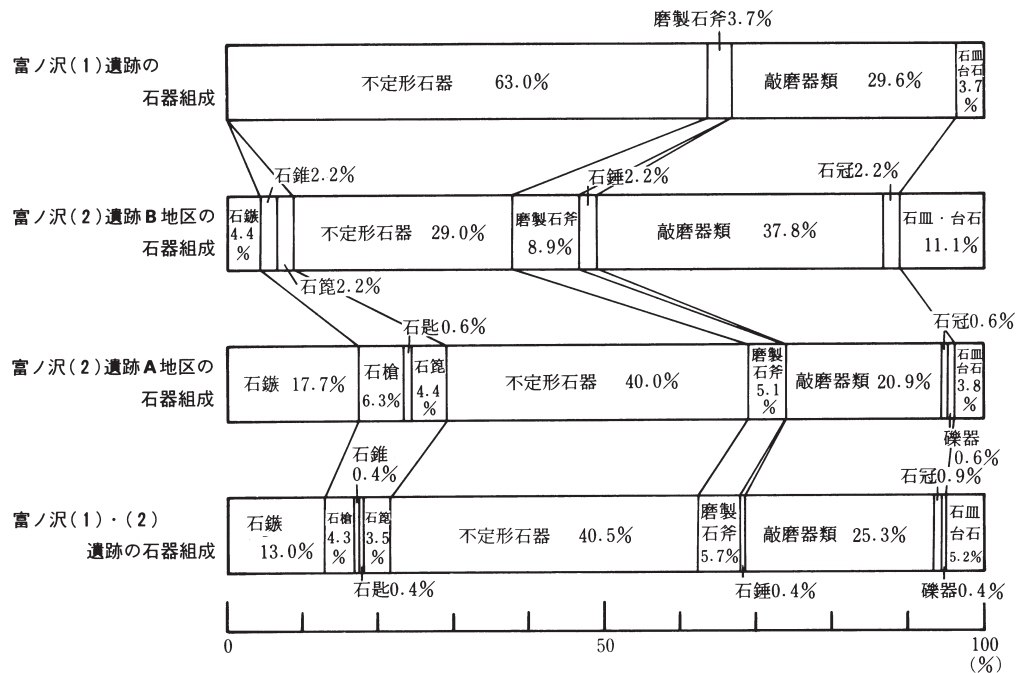 磨製石斧3.7%
富ノ沢(1)遺跡の
石器組成
不定形石器 63.0%
敲磨器類 29.6%
石皿
台石
3.7
%
石錐2.2%
石錘2.2%
石冠2.2%
富ノ沢(2)遺跡B地区の
石器組成
石鏃
4.4
%
不定形石器 29.0%
磨製石斧
8.9%
敲磨器類 37.8%
石皿・台石
11.1%
石箆2.2%
石匙0.6%
石冠0.6%
富ノ沢(2)遺跡A地区の
石器組成
石鏃 17.7%
石槍
6.3%
石箆
4.4
%
不定形石器 40.0%
磨製
石斧
5.1
%
敲磨器類 20.9%
石皿
台石
3.8
%
礫器
0.6%
石錐
0.4%
石冠0.9%
富ノ沢(1)・(2)
遺跡の石器組成
石鏃
13.0%
石槍
4.3
%
石箆
3.5
%
不定形石器 40.5%
磨製
石斧
5.7%
敲磨器類 25.3%
石皿
台石
5.2%
石匙0.4%
石錘0.4%
礫器0.4%
0 50 100
(%)